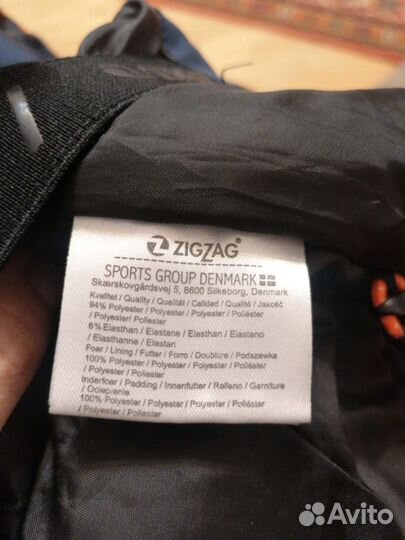 ZIGZAG®
SPORTS GROUP DENMARK
Skærskovgårdsvej 5, 8600 Silkeborg, Denmark
Kvalitet / Quality / Qualität / Calidad / Qualité / Jakość
94% Polyester / Polyester / Polyester / Poliéster
/ Polyester/ Poliester
6% Elasthan / Elastane / Elasthan / Elastano
/ Elasthanne / Elastan
Foer / Lining / Futter / Forro / Doublure / Podszewka
100% Polyester / Polyester / Polyester / Poliéster
/ Polyester/ Poliester
Inderfoer / Padding / Innenfutter / Relleno / Garniture
/ Ocieplenie
100% Polyester / Polyester / Polyester / Poliéster
/ Polyester/ Poliester
Avito